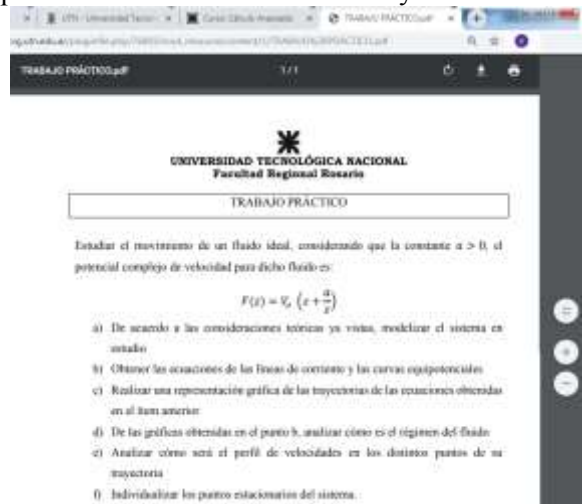 TRABAJO PRÁCTICO.pdf
1/1
UNIVERSIDAD TECNOLÓGICA NACIONAL
Facultad Regional Rosario
TRABAJO PRÁCTICO
Estudiar el movimiento de un fluido ideal, considerando que la constante a > 0, el
potencial complejo de velocidad para dicho fluido es:
F(z) = V₀ (z + a/z)
a) De acuerdo a las consideraciones teóricas ya vistas, modelizar el sistema en
estudio
b) Obtener las ecuaciones de las líneas de corriente y las curvas equipotenciales
c) Realizar una representación gráfica de las trayectorias de las ecuaciones obtenidas
en el ítem anterior
d) De las gráficas obtenidas en el punto b, analizar cómo es el régimen del fluido
e) Analizar cómo será el perfil de velocidades en los distintos puntos de su
trayectoria
f) Individualizar los puntos estacionarios del sistema.